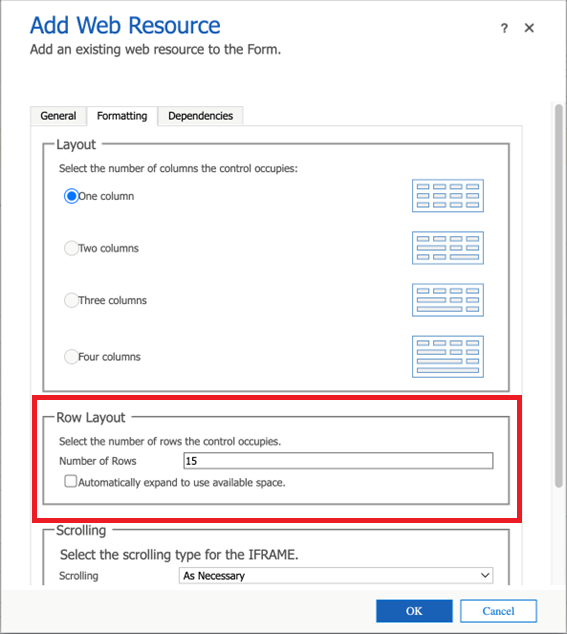 Add Web Resource
? ✕
Add an existing web resource to the Form.
General Formatting Dependencies
Layout
Select the number of columns the control occupies:
One column
Two columns
Three columns
Four columns
Row Layout
Select the number of rows the control occupies.
Number of Rows 15
Automatically expand to use available space.
Scrolling
Select the scrolling type for the IFRAME.
Scrolling As Necessary
OK Cancel